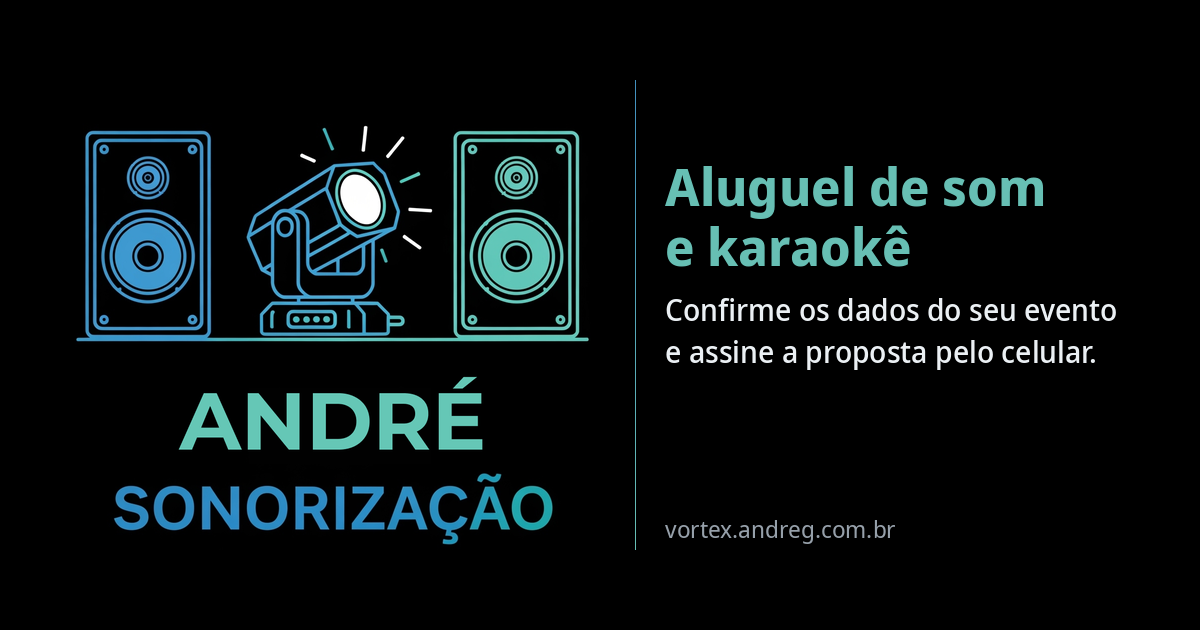 ANDRÉ
SONORIZAÇÃO
Aluguel de som
e karaokê
Confirme os dados do seu evento
e assine a proposta pelo celular.
vortex.andreg.com.br